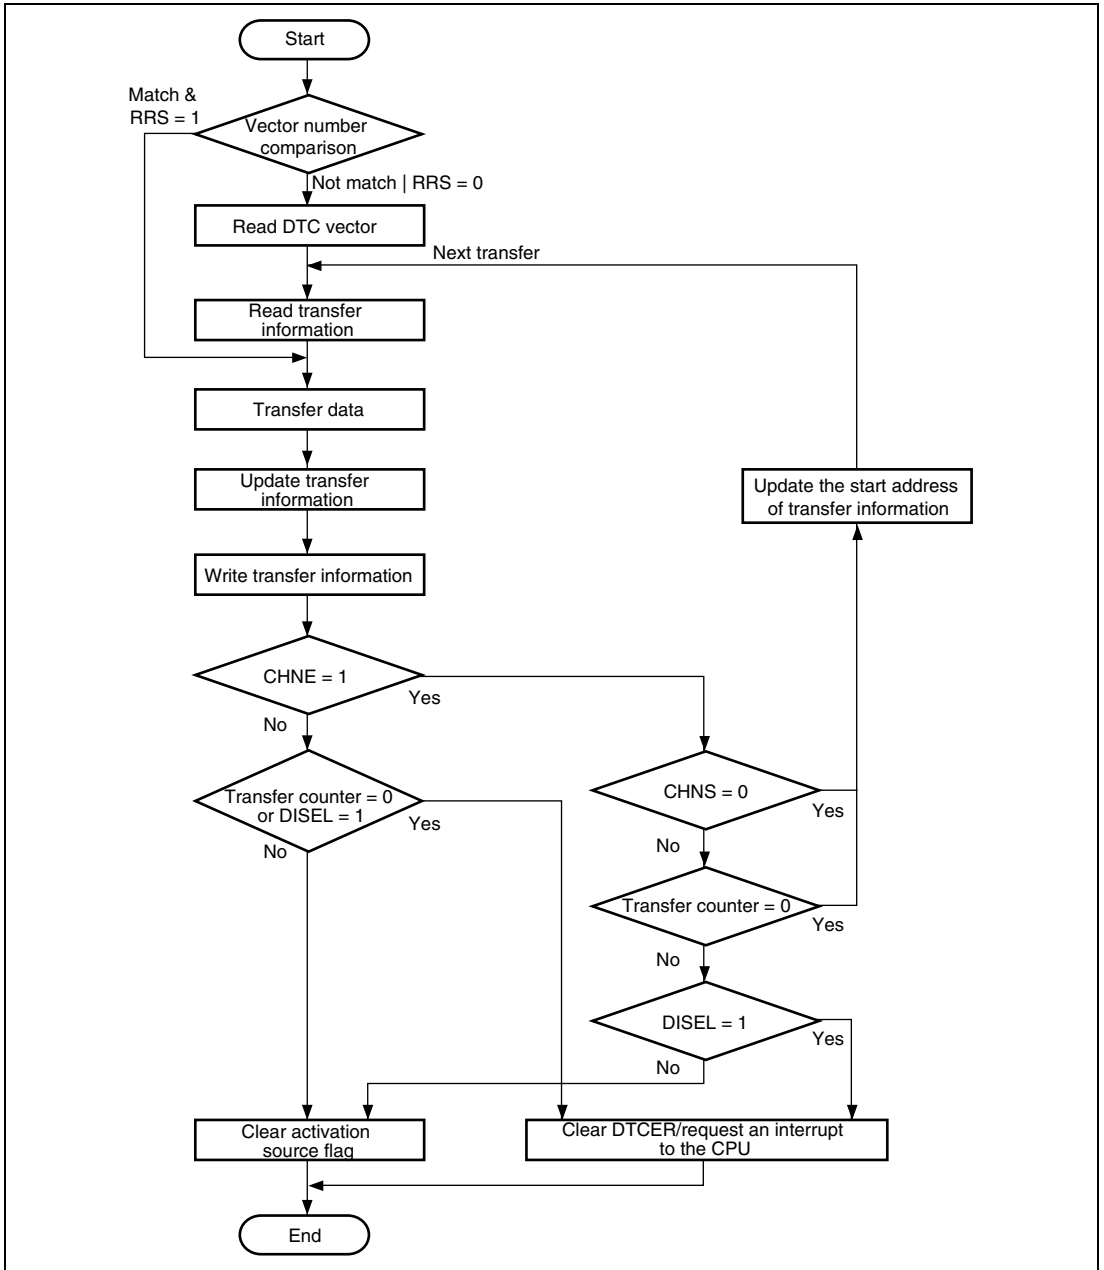 Start
Match &
RRS = 1
Vector number
comparison
Not match | RRS = 0
Read DTC vector
Next transfer
Read transfer
information
Transfer data
Update transfer
information
Update the start address
of transfer information
Write transfer information
CHNE = 1
Yes
No
Transfer counter = 0
or DISEL = 1
Yes
No
CHNS = 0
Yes
No
Transfer counter = 0
Yes
No
DISEL = 1
Yes
No
Clear activation
source flag
Clear DTCER/request an interrupt
to the CPU
End